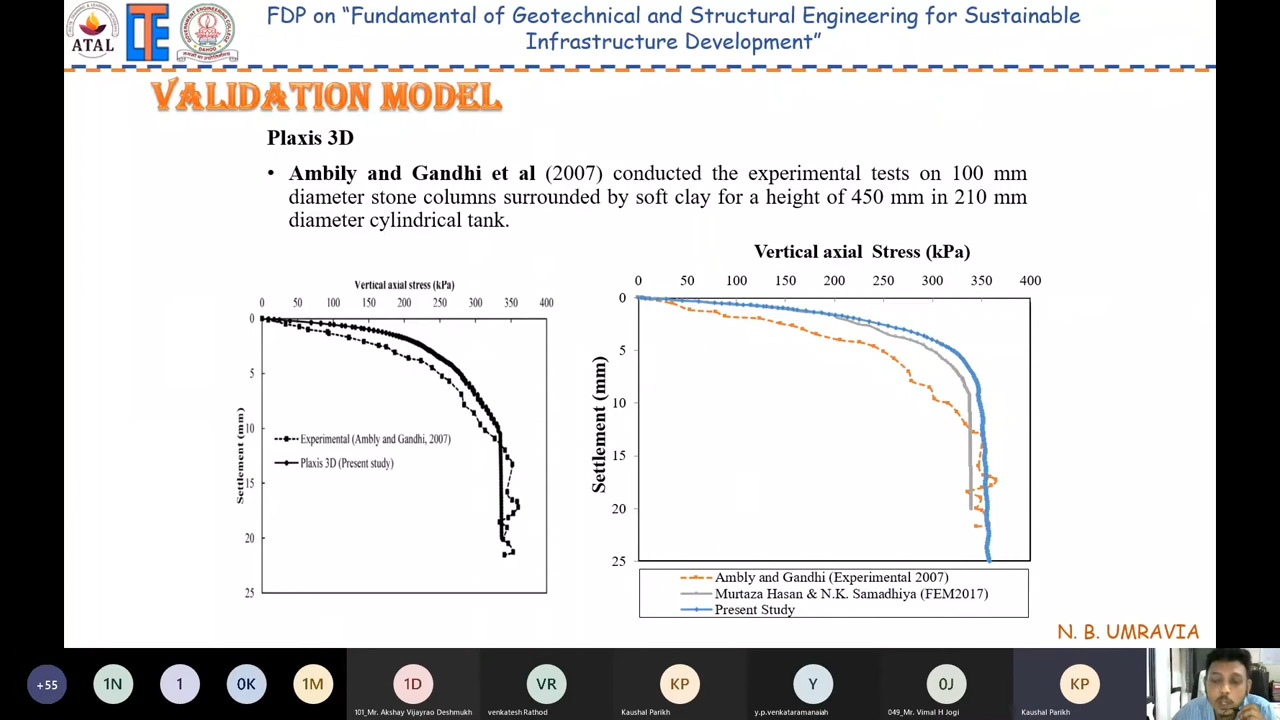 FDP on “Fundamental of Geotechnical and Structural Engineering for Sustainable
Infrastructure Development”
ATAL
LTE
VALIDATION MODEL
Plaxis 3D
• Ambily and Gandhi et al (2007) conducted the experimental tests on 100 mm
diameter stone columns surrounded by soft clay for a height of 450 mm in 210 mm
diameter cylindrical tank.
Vertical axial stress (kPa)
0 50 100 150 200 250 300 350 400
0
5
10
15
20
25
Settlement (mm)
Experimental (Ambly and Gandhi, 2007)
Plaxis 3D (Present study)
Vertical axial Stress (kPa)
0 50 100 150 200 250 300 350 400
0
5
10
15
20
25
Settlement (mm)
Ambly and Gandhi (Experimental 2007)
Murtaza Hasan & N.K. Samadhiya (FEM2017)
Present Study
N. B. UMRAVIA
+55
1N
1
0K
1M
1D
VR
KP
Y
0J
KP
101_Mr. Akshay Vijayrao Deshmukh
venkatesh Rathod
Kaushal Parikh
y.p.venkataramanaiah
049_Mr. Vimal H Jogi
Kaushal Parikh